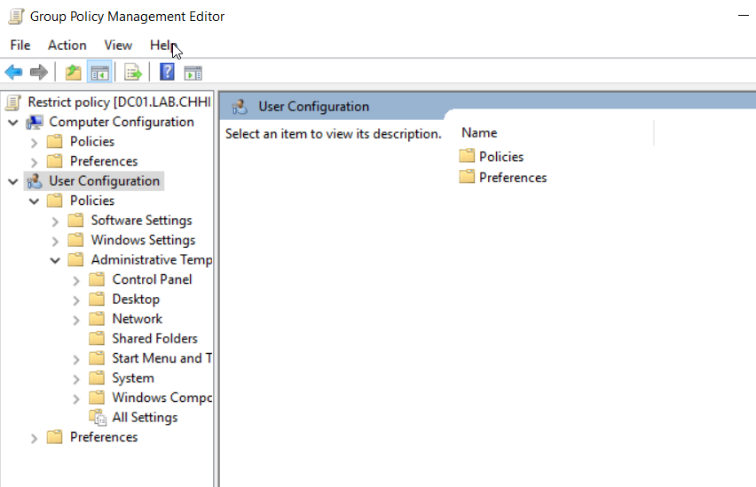 Group Policy Management Editor
File Action View Help
Restrict policy [DC01.LAB.CHHI
Computer Configuration
Policies
Preferences
User Configuration
Policies
Software Settings
Windows Settings
Administrative Temp
Control Panel
Desktop
Network
Shared Folders
Start Menu and T
System
Windows Compo
All Settings
Preferences
User Configuration
Select an item to view its description.
Name
Policies
Preferences